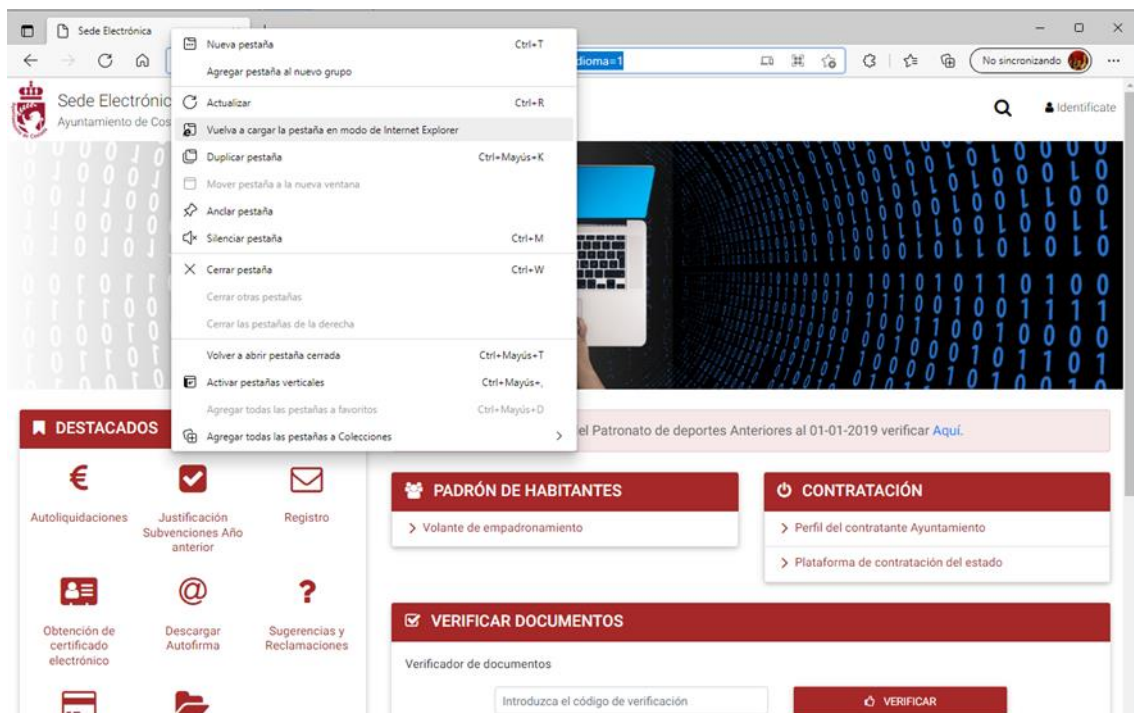 Sede Electrónica
dioma=1
No sincronizando
Sede Electrónic
Ayuntamiento de Cos
Identifícate
Nueva pestaña Ctrl+T
Agregar pestaña al nuevo grupo
Actualizar Ctrl+R
Vuelva a cargar la pestaña en modo de Internet Explorer
Duplicar pestaña Ctrl+Mayús+K
Mover pestaña a la nueva ventana
Anclar pestaña
Silenciar pestaña Ctrl+M
Cerrar pestaña Ctrl+W
Cerrar otras pestañas
Cerrar las pestañas de la derecha
Volver a abrir pestaña cerrada Ctrl+Mayús+T
Activar pestañas verticales Ctrl+Mayús+,
Agregar todas las pestañas a favoritos Ctrl+Mayús+D
Agregar todas las pestañas a Colecciones
el Patronato de deportes Anteriores al 01-01-2019 verificar Aquí.
DESTACADOS
Autoliquidaciones
Justificación
Subvenciones Año
anterior
Registro
Obtención de
certificado
electrónico
Descargar
Autofirma
Sugerencias y
Reclamaciones
PADRÓN DE HABITANTES
Volante de empadronamiento
CONTRATACIÓN
Perfil del contratante Ayuntamiento
Plataforma de contratación del estado
VERIFICAR DOCUMENTOS
Verificador de documentos
Introduzca el código de verificación
VERIFICAR